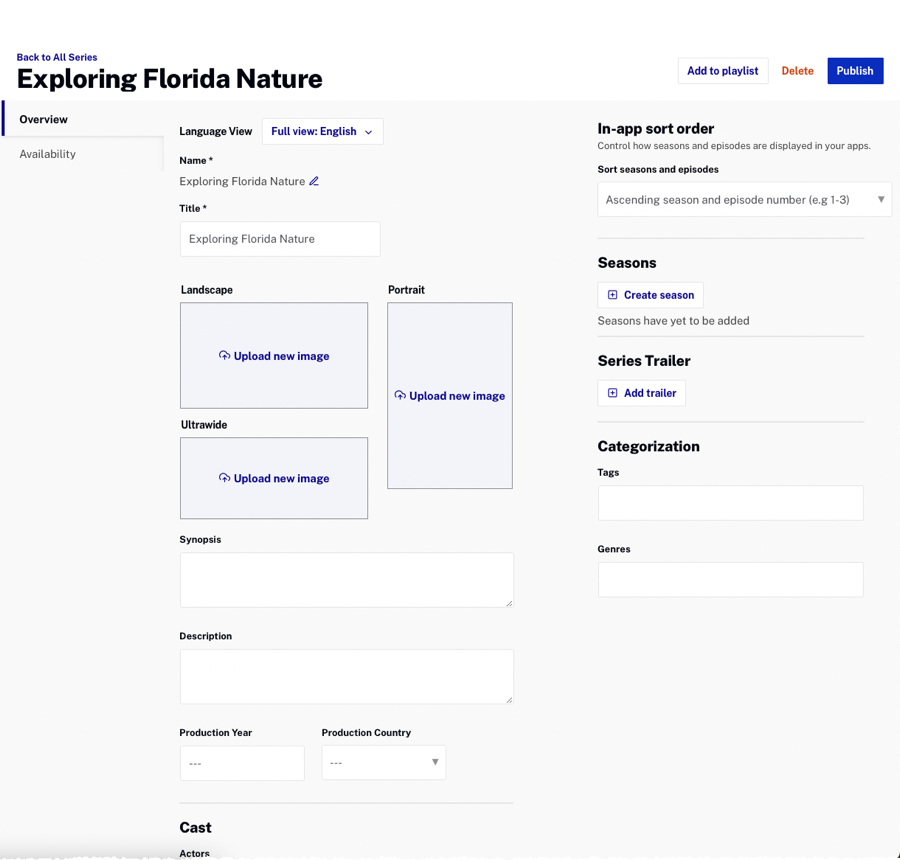 Back to All Series
Exploring Florida Nature
Add to playlist
Delete
Publish
Overview
Availability
Language View
Full view: English
Name *
Exploring Florida Nature
Title *
Exploring Florida Nature
Landscape
Upload new image
Portrait
Upload new image
Ultrawide
Upload new image
Synopsis
Description
Production Year
---
Production Country
---
Cast
Actors
In-app sort order
Control how seasons and episodes are displayed in your apps.
Sort seasons and episodes
Ascending season and episode number (e.g 1-3)
Seasons
Create season
Seasons have yet to be added
Series Trailer
Add trailer
Categorization
Tags
Genres